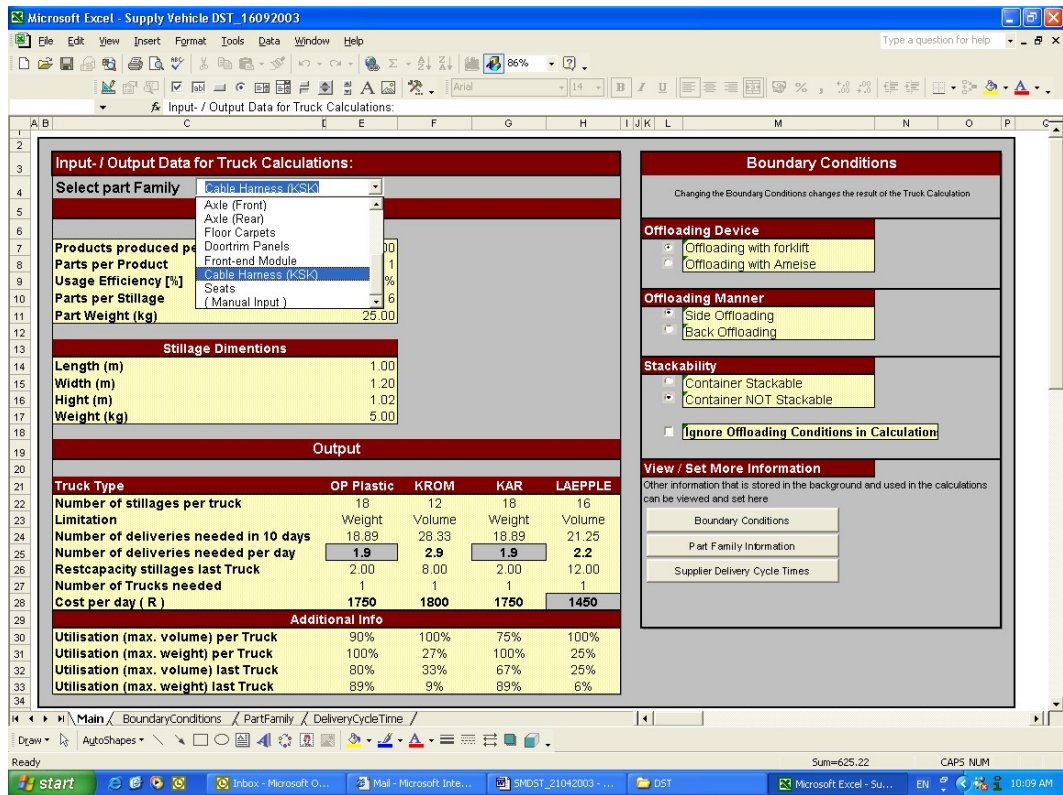 Microsoft Excel - Supply Vehicle DST_16092003
File Edit View Insert Format Tools Data Window Help
Type a question for help
86%
Arial 14 B I U
fx Input- / Output Data for Truck Calculations:
A B C D E F G H I J K L M N O P
Input- / Output Data for Truck Calculations:
Select part Family Cable Harness (KSK)
Axle (Front)
Axle (Rear)
Floor Carpets
Doortrim Panels
Front-end Module
Cable Harness (KSK)
Seats
( Manual Input )
Products produced pe 00
Parts per Product 1
Usage Efficiency [%] %
Parts per Stillage 6
Part Weight (kg) 25.00
Stillage Dimentions
Length (m) 1.00
Width (m) 1.20
Hight (m) 1.02
Weight (kg) 5.00
Output
Truck Type OP Plastic KROM KAR LAEPPLE
Number of stillages per truck 18 12 18 16
Limitation Weight Volume Weight Volume
Number of deliveries needed in 10 days 18.89 28.33 18.89 21.25
Number of deliveries needed per day 1.9 2.9 1.9 2.2
Restcapacity stillages last Truck 2.00 8.00 2.00 12.00
Number of Trucks needed 1 1 1 1
Cost per day ( R ) 1750 1800 1750 1450
Additional Info
Utilisation (max. volume) per Truck 90% 100% 75% 100%
Utilisation (max. weight) per Truck 100% 27% 100% 25%
Utilisation (max. volume) last Truck 80% 33% 67% 25%
Utilisation (max. weight) last Truck 89% 9% 89% 6%
Boundary Conditions
Changing the Boundary Conditions changes the result of the Truck Calculation
Offloading Device
Offloading with forklift
Offloading with Ameise
Offloading Manner
Side Offloading
Back Offloading
Stackability
Container Stackable
Container NOT Stackable
Ignore Offloading Conditions in Calculation
View / Set More Information
Other information that is stored in the background and used in the calculations
can be viewed and set here
Boundary Conditions
Part Family Information
Supplier Delivery Cycle Times
Main BoundaryConditions PartFamily DeliveryCycleTime
Draw AutoShapes
Ready Sum=625.22 CAPS NUM
start Inbox - Microsoft O... Mail - Microsoft Inte... SMDST_21042003 - ... DST Microsoft Excel - Su... EN 10:09 AM